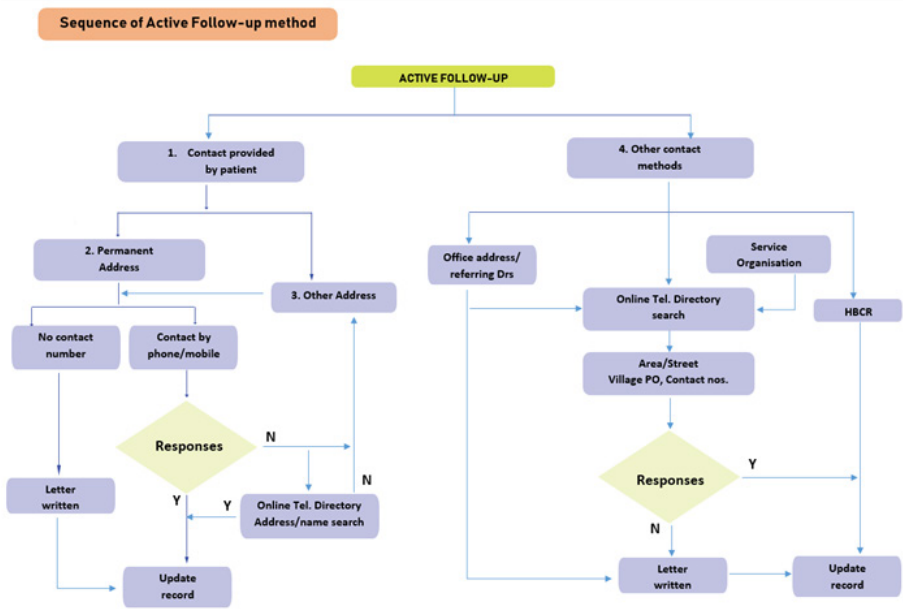 Sequence of Active Follow-up method
ACTIVE FOLLOW-UP
1. Contact provided
by patient
4. Other contact
methods
2. Permanent
Address
3. Other Address
No contact
number
Contact by
phone/mobile
Responses
N
N
Y
Y
Letter
written
Online Tel. Directory
Address/name search
Update
record
Office address/
referring Drs
Service
Organisation
Online Tel. Directory
search
HBCR
Area/Street
Village PO, Contact nos.
Responses
Y
N
Letter
written
Update
record